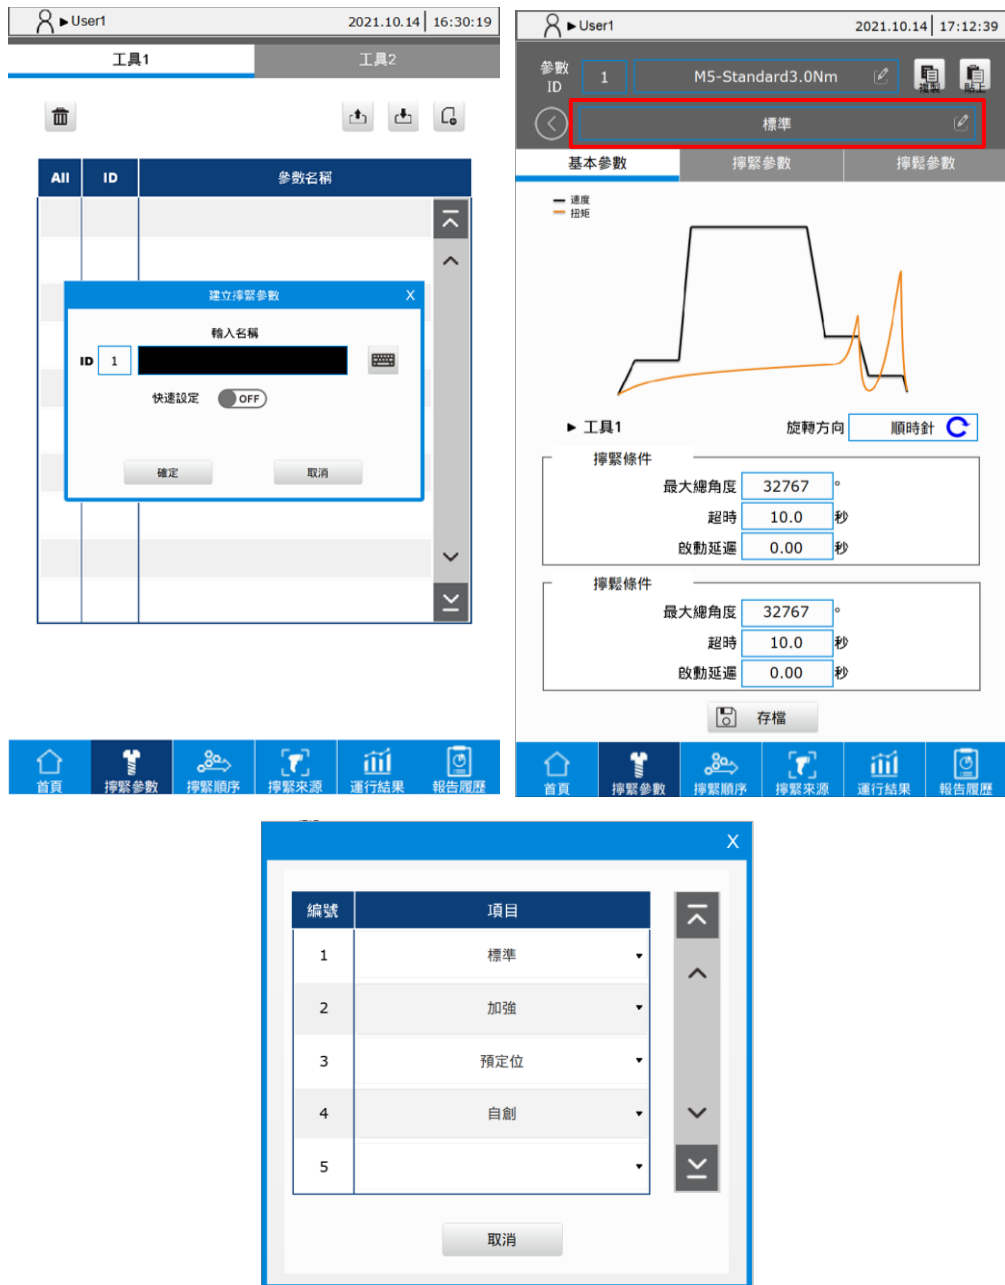 ►User1 2021.10.14 16:30:19
工具1 工具2
All ID 參數名稱
建立擰緊參數 X
輸入名稱
ID 1
快速設定 OFF
確定 取消
首頁 擰緊參數 擰緊順序 擰緊來源 運行結果 報告履歷
►User1 2021.10.14 17:12:39
參數 ID 1 M5-Standard3.0Nm 複製 貼上
標準
基本參數 擰緊參數 擰鬆參數
速度
扭矩
► 工具1 旋轉方向 順時針
擰緊條件
最大總角度 32767 °
超時 10.0 秒
啟動延遲 0.00 秒
擰鬆條件
最大總角度 32767 °
超時 10.0 秒
啟動延遲 0.00 秒
存檔
首頁 擰緊參數 擰緊順序 擰緊來源 運行結果 報告履歷
X
編號 項目
1 標準
2 加強
3 預定位
4 自創
5
取消